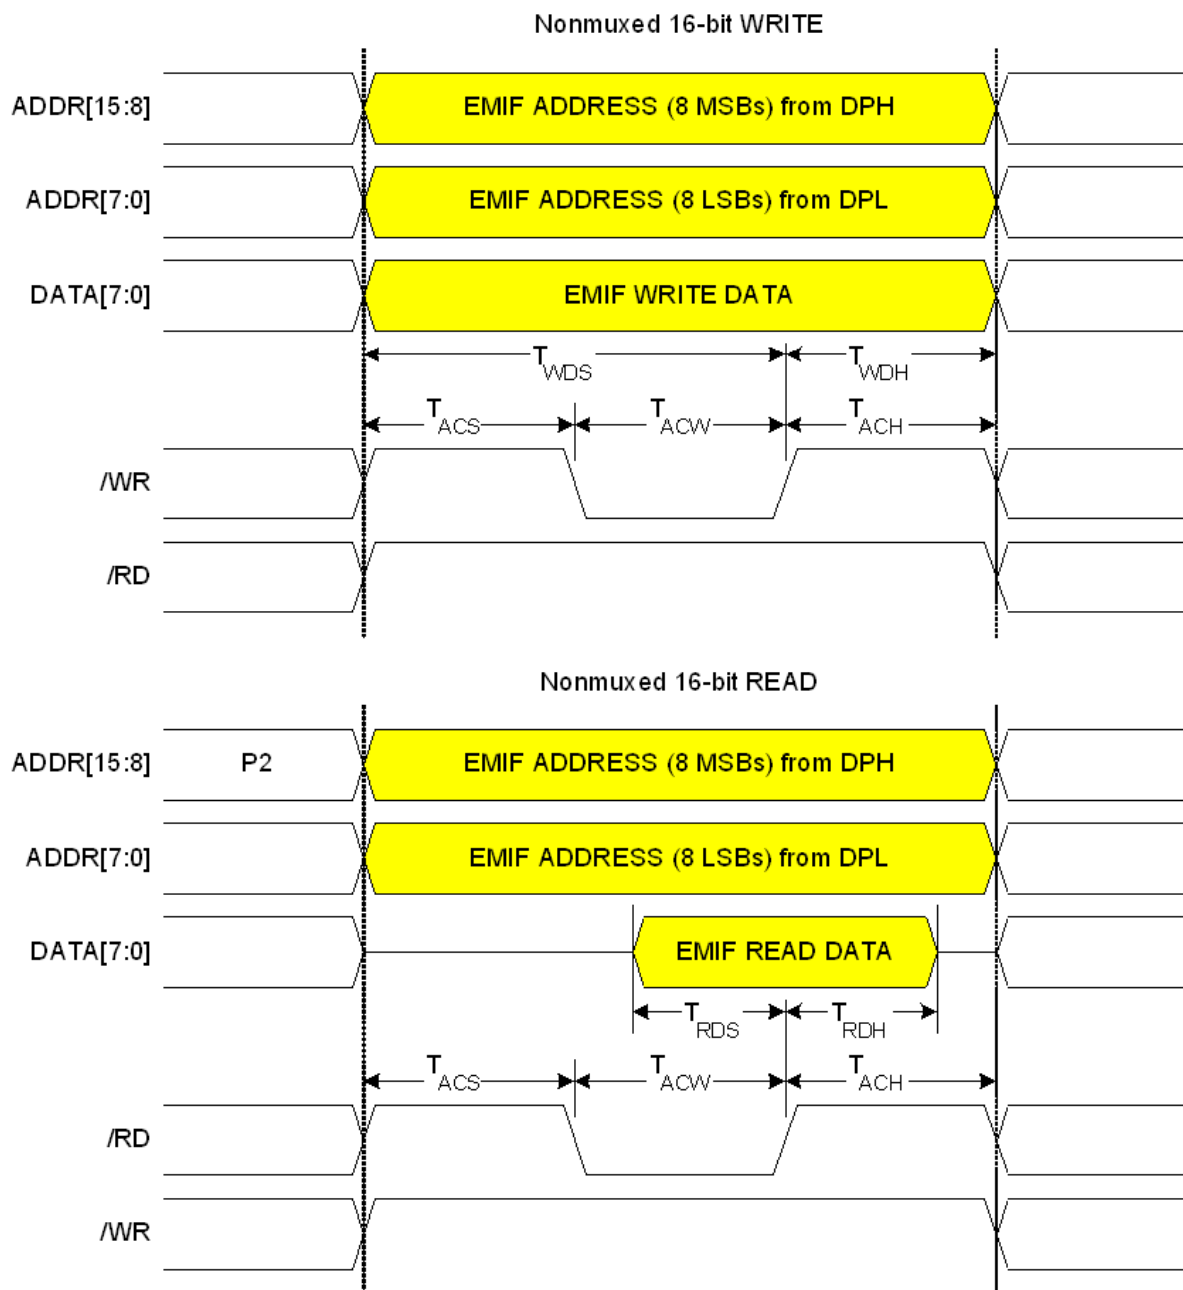 Nonmuxed 16-bit WRITE
ADDR[15:8]
EMIF ADDRESS (8 MSBs) from DPH
ADDR[7:0]
EMIF ADDRESS (8 LSBs) from DPL
DATA[7:0]
EMIF WRITE DATA
TWDS
TWDH
TACS
TACW
TACH
/WR
/RD
Nonmuxed 16-bit READ
ADDR[15:8]
P2
EMIF ADDRESS (8 MSBs) from DPH
ADDR[7:0]
EMIF ADDRESS (8 LSBs) from DPL
DATA[7:0]
EMIF READ DATA
TRDS
TRDH
TACS
TACW
TACH
/RD
/WR